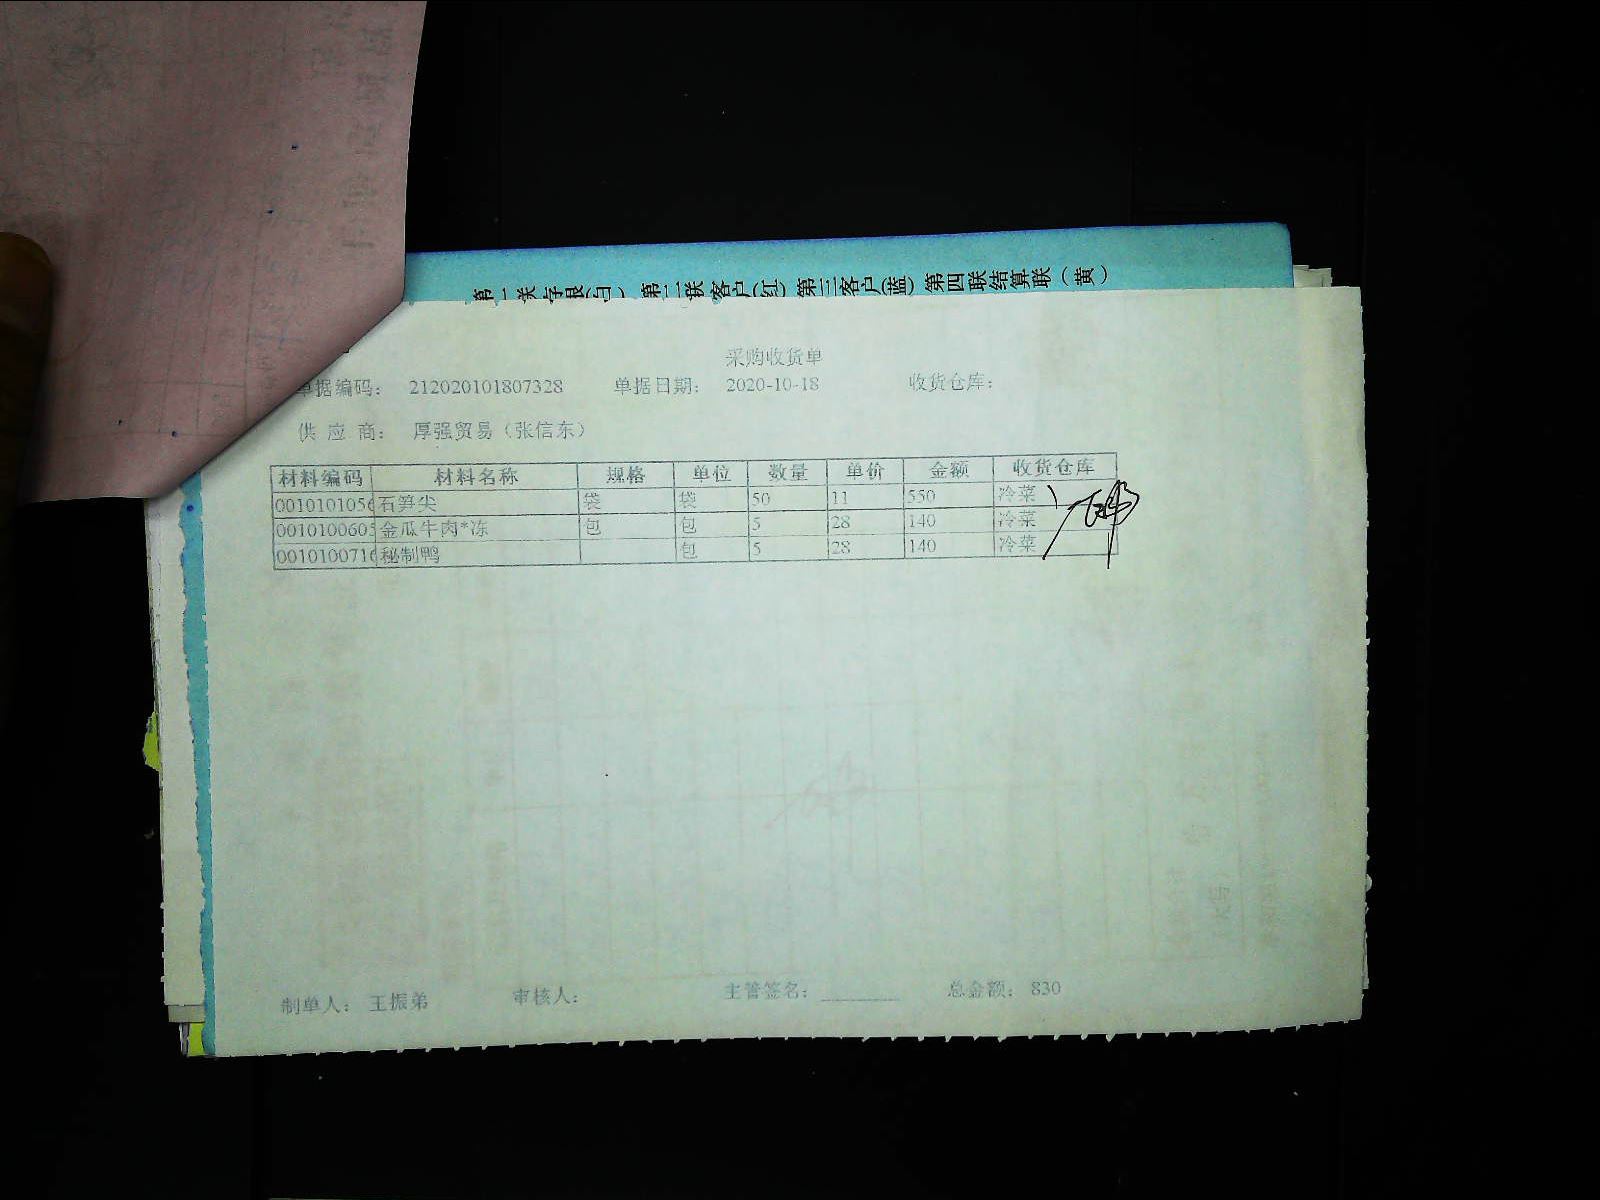 第二联客户(红) 第三客户(蓝) 第四联结算联（黄）
采购收货单
单据编码： 212020101807328 单据日期： 2020-10-18 收货仓库：
供 应 商： 厚强贸易（张信东）
材料编码 材料名称 规格 单位 数量 单价 金额 收货仓库
0010101056 石笋尖 袋 袋 50 11 550 冷菜
001010060 金瓜牛肉*冻 包 包 5 28 140 冷菜
001010071 秘制鸭 包 5 28 140 冷菜
制单人： 王振弟 审核人： 主管签名： 总金额： 830